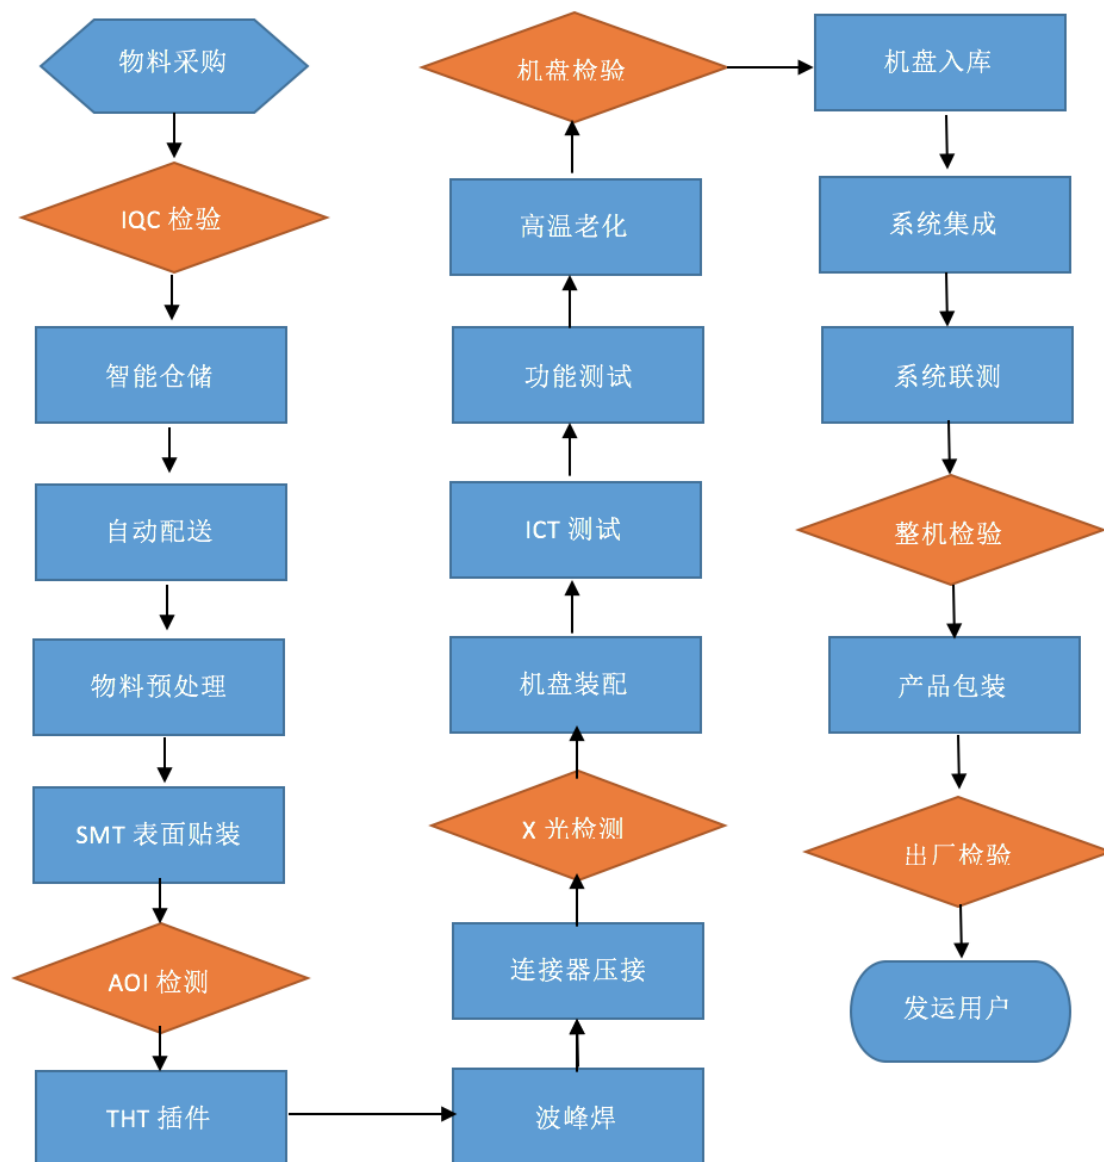 物料采购
IQC 检验
智能仓储
自动配送
物料预处理
SMT 表面贴装
AOI 检测
THT 插件
波峰焊
连接器压接
X 光检测
机盘装配
ICT 测试
功能测试
高温老化
机盘检验
机盘入库
系统集成
系统联测
整机检验
产品包装
出厂检验
发运用户